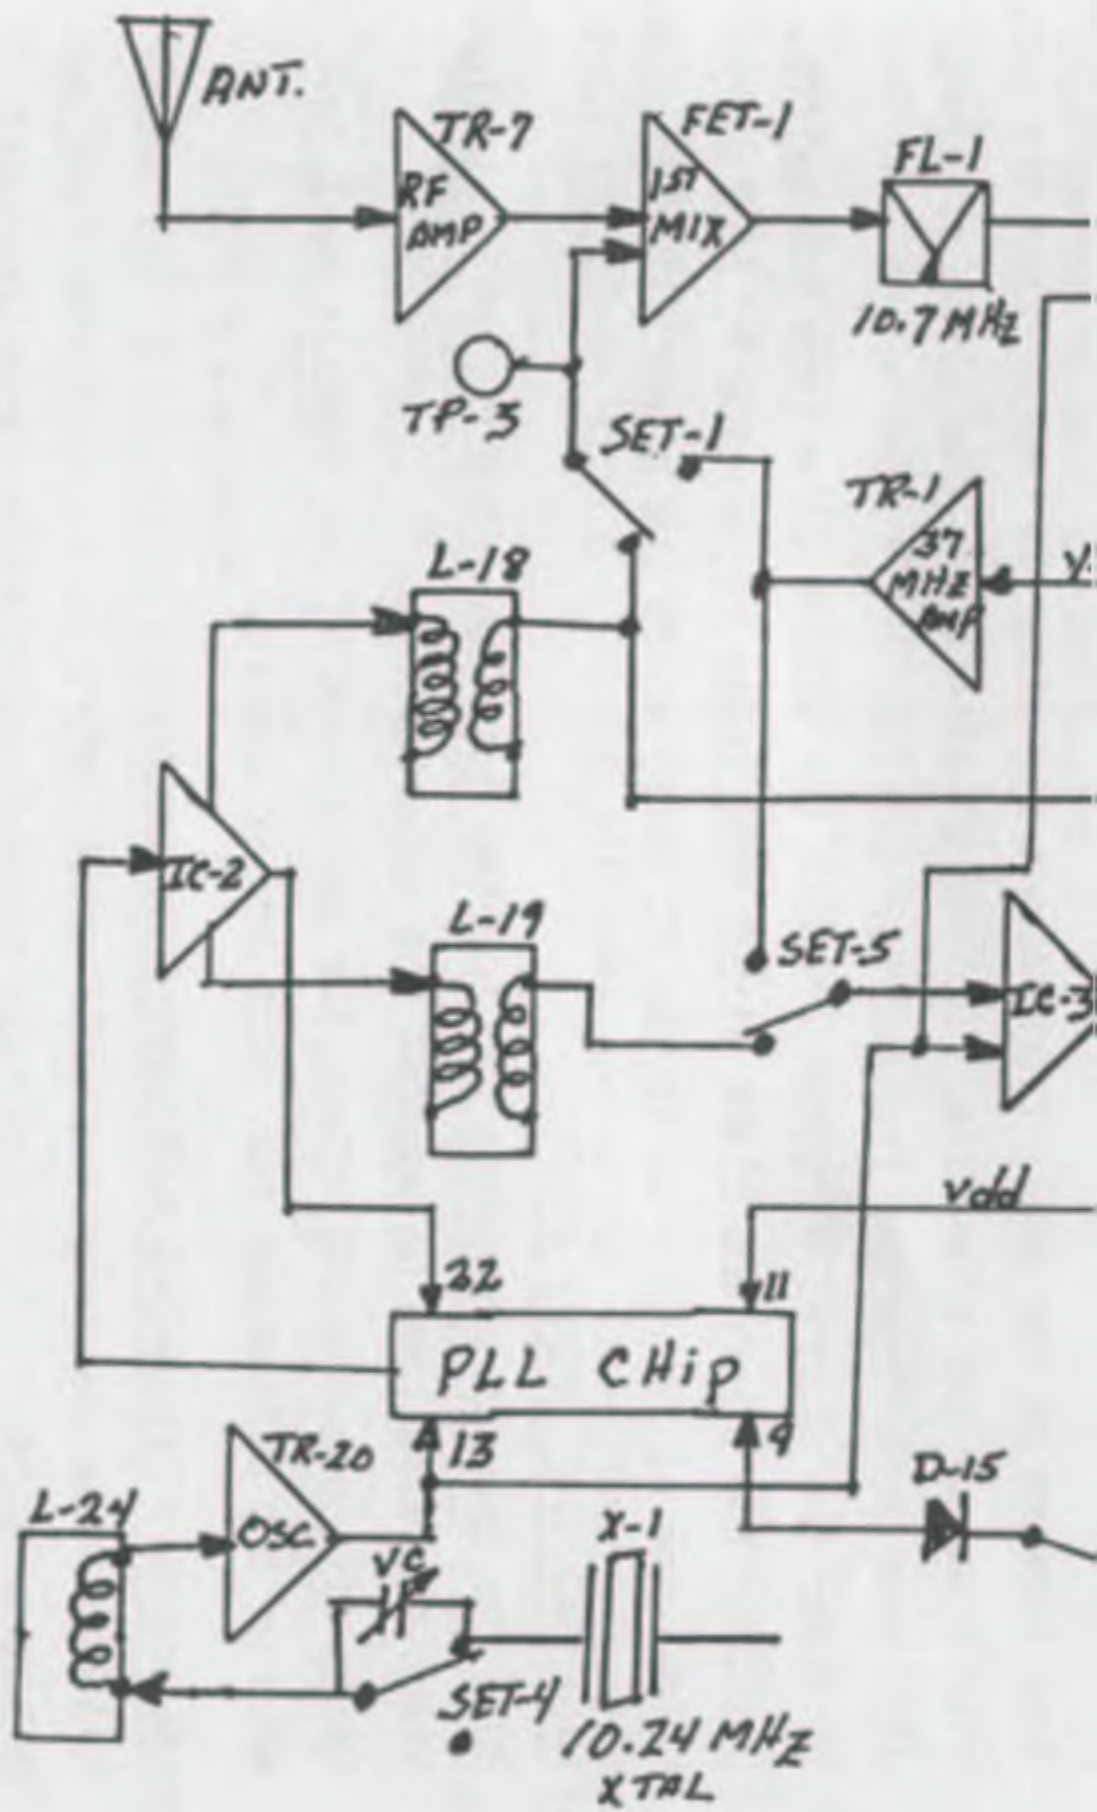 ANT.
TR-7
RF
AMP
FET-1
1ST
MIX
FL-1
10.7 MHz
TP-3
SET-1
TR-1
37
MHz
AMP
L-18
IC-2
L-19
SET-5
IC-3
Vdd
22
11
PLL CHip
13
9
TR-20
OSC
L-24
VC
X-1
D-15
SET-4
10.24 MHz
XTAL